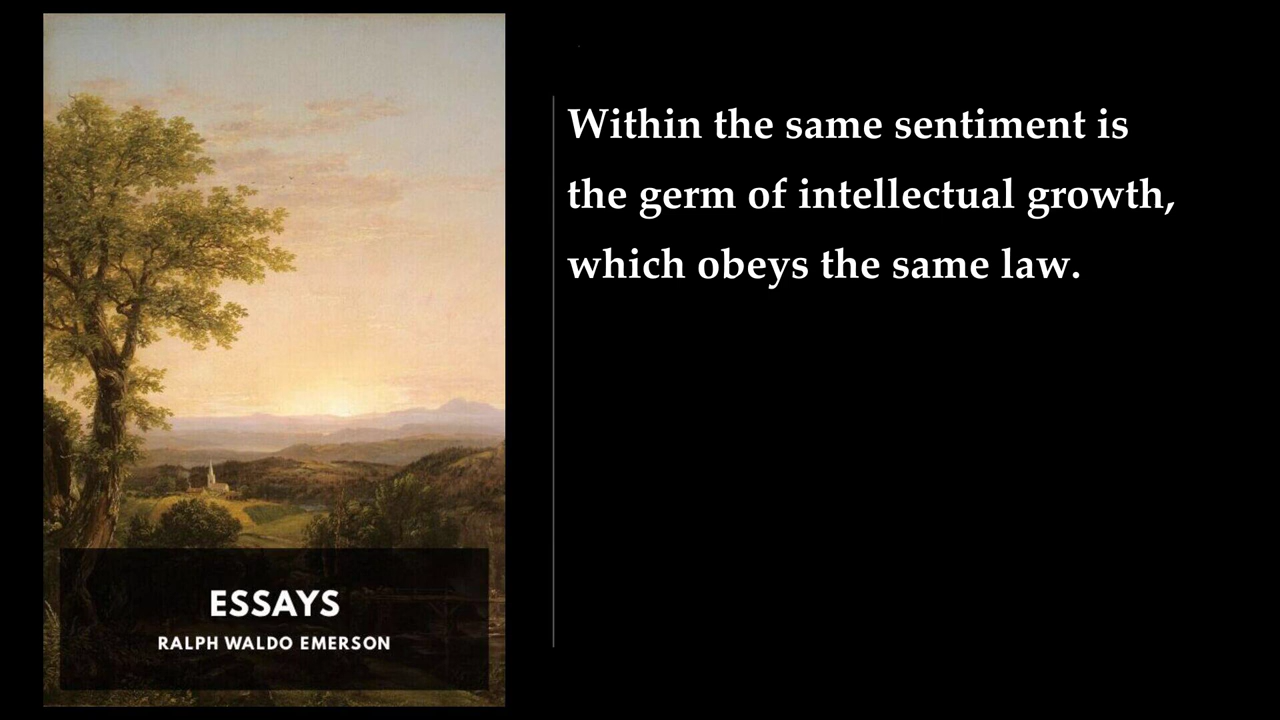 ESSAYS
RALPH WALDO EMERSON
Within the same sentiment is
the germ of intellectual growth,
which obeys the same law.